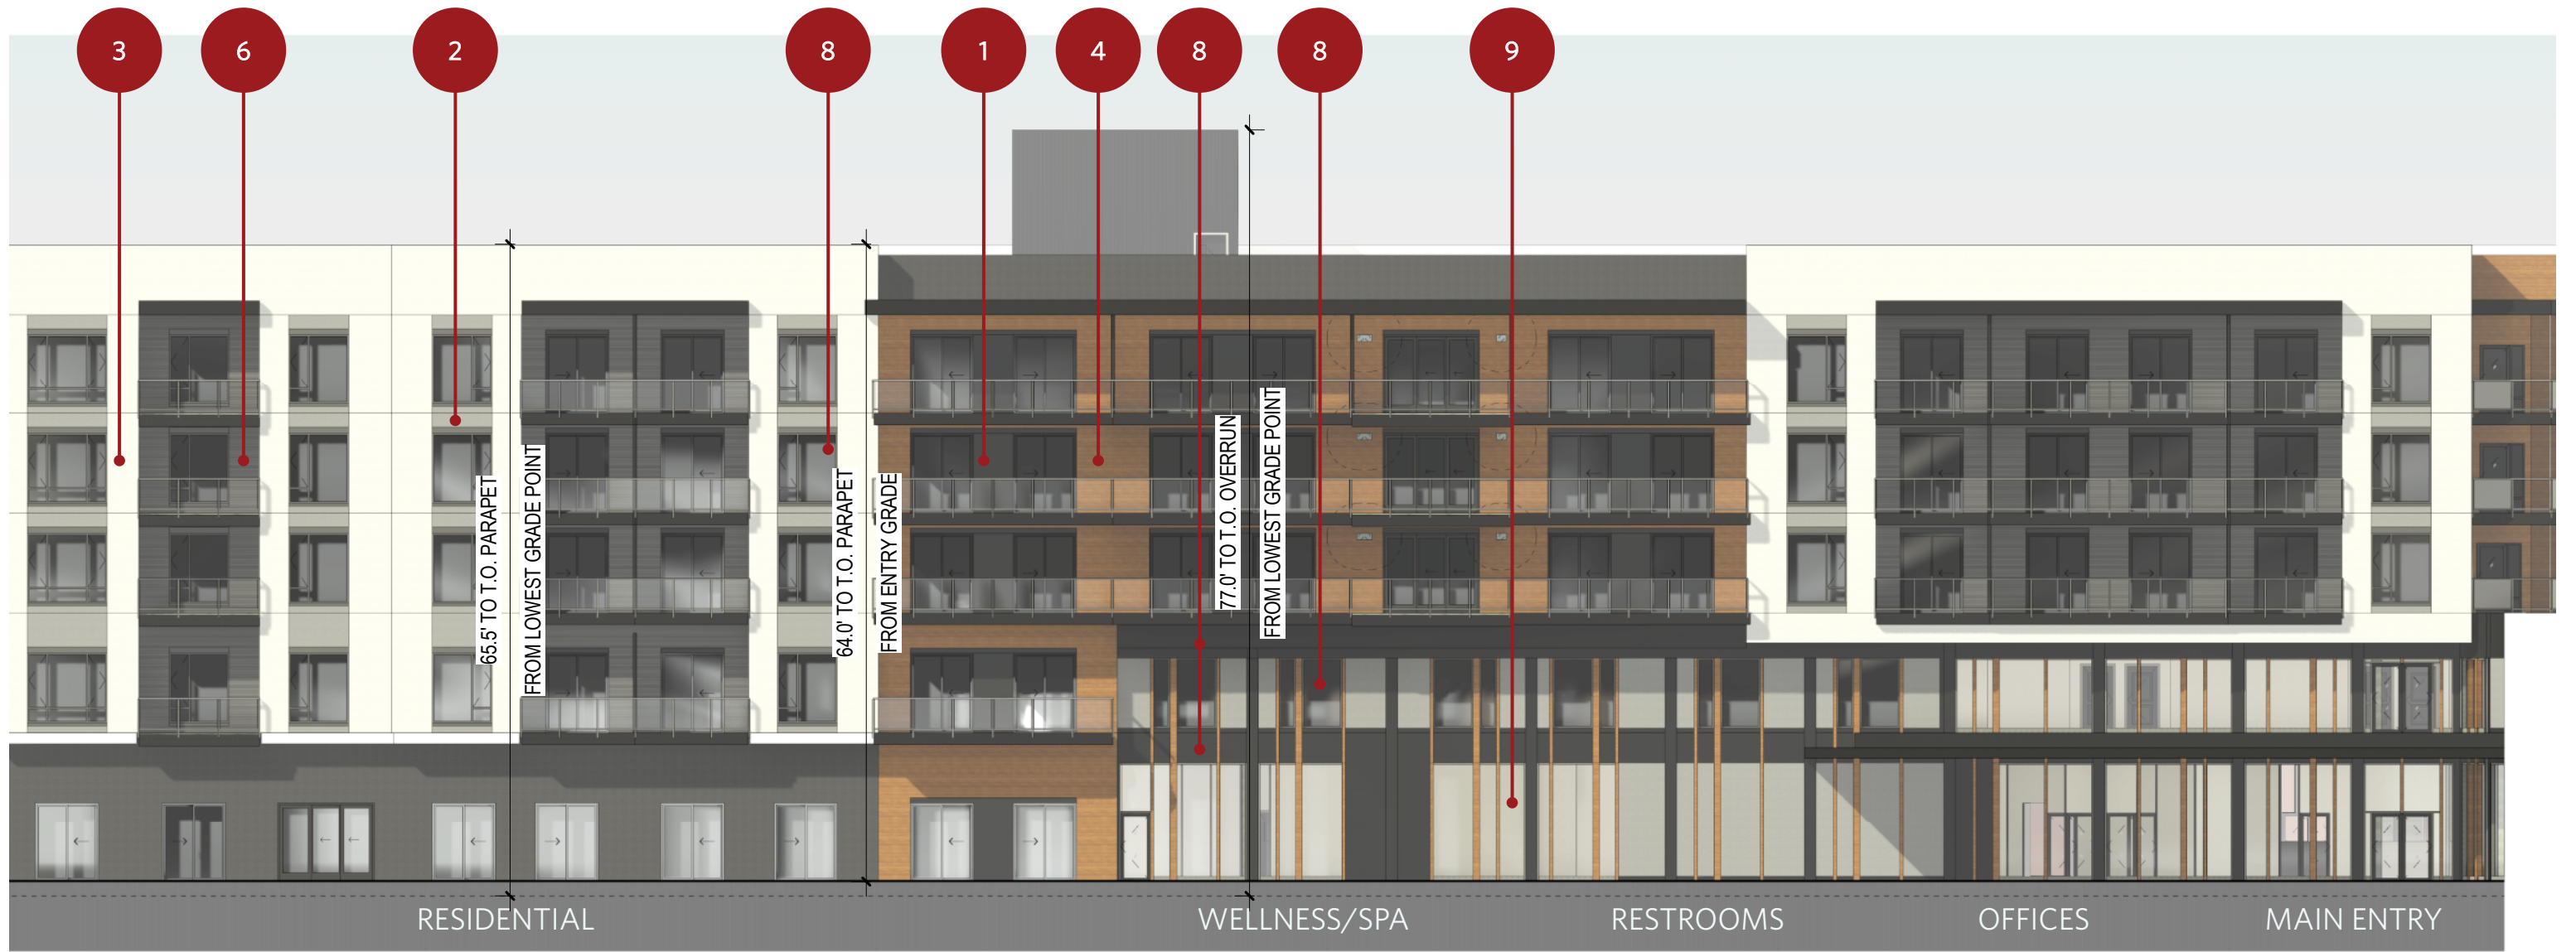 3
6
2
8
1
4
8
8
9
65.5' TO T.O. PARAPET
FROM LOWEST GRADE POINT
64.0' TO T.O. PARAPET
FROM ENTRY GRADE
77.0' TO T.O. OVERRUN
FROM LOWEST GRADE POINT
RESIDENTIAL
WELLNESS/SPA
RESTROOMS
OFFICES
MAIN ENTRY